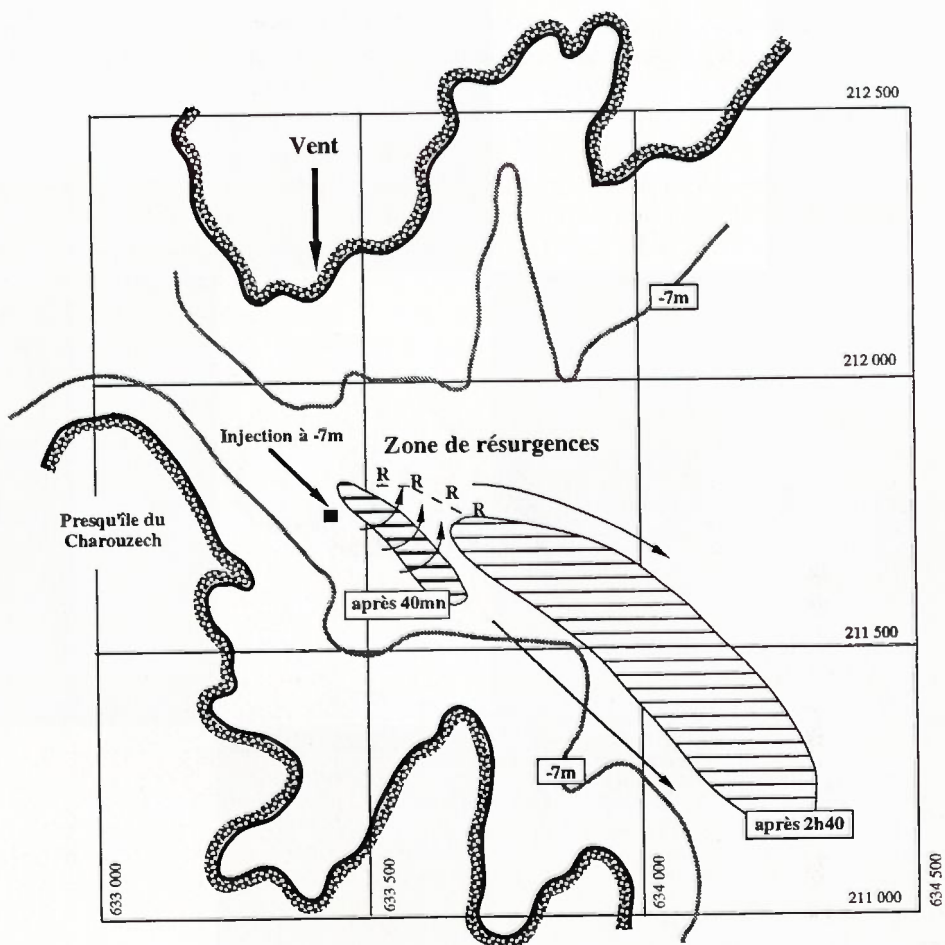 212 500
Vent
-7m
212 000
Injection à -7m
Zone de résurgences
R
R
R
R
Presqu'île du
Charouzech
après 40mn
211 500
-7m
après 2h40
633 000
633 500
634 000
211 000
634 500